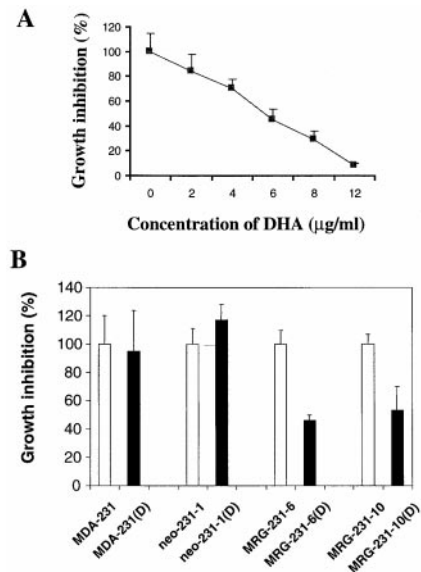 A
Growth inhibition (%)
120
100
80
60
40
20
0
0 2 4 6 8 12
Concentration of DHA (µg/ml)
B
Growth inhibition (%)
140
120
100
80
60
40
20
0
MDA-231
MDA-231(D)
neo-231-1
neo-231-1(D)
MRG-231-6
MRG-231-6(D)
MRG-231-10
MRG-231-10(D)